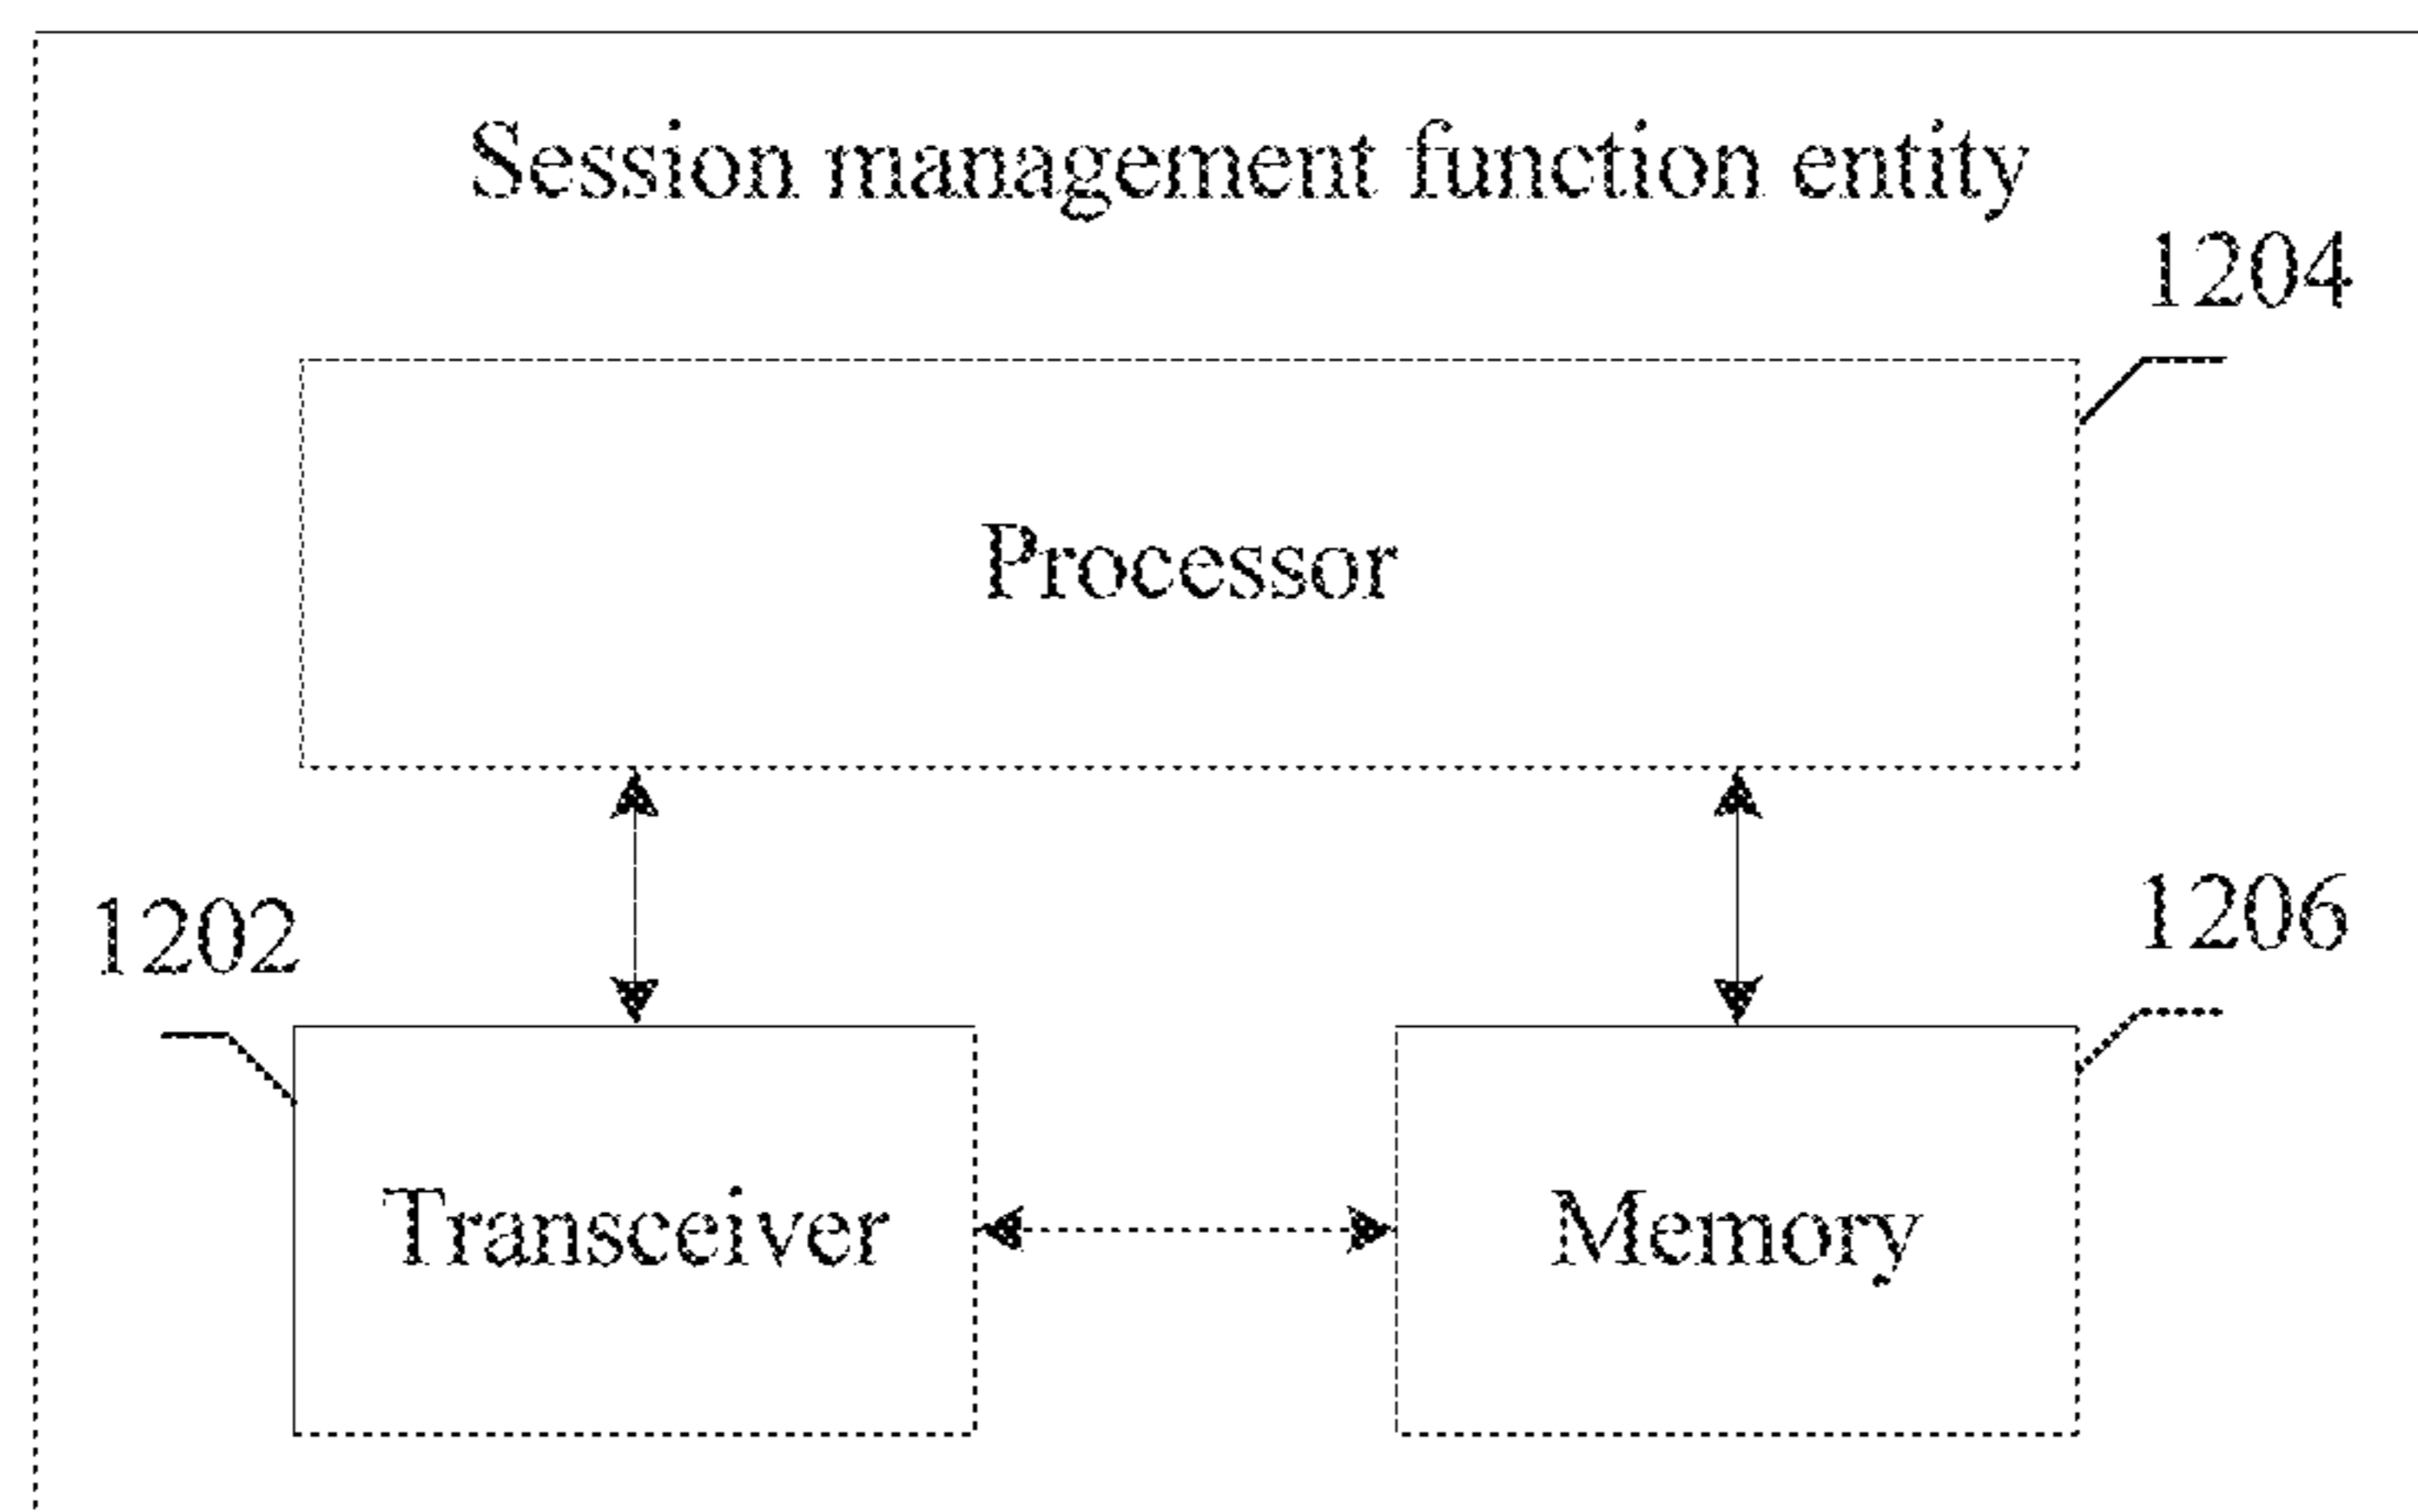 Session management function entity
1204
Processor
1202
1206
Transceiver
Memory